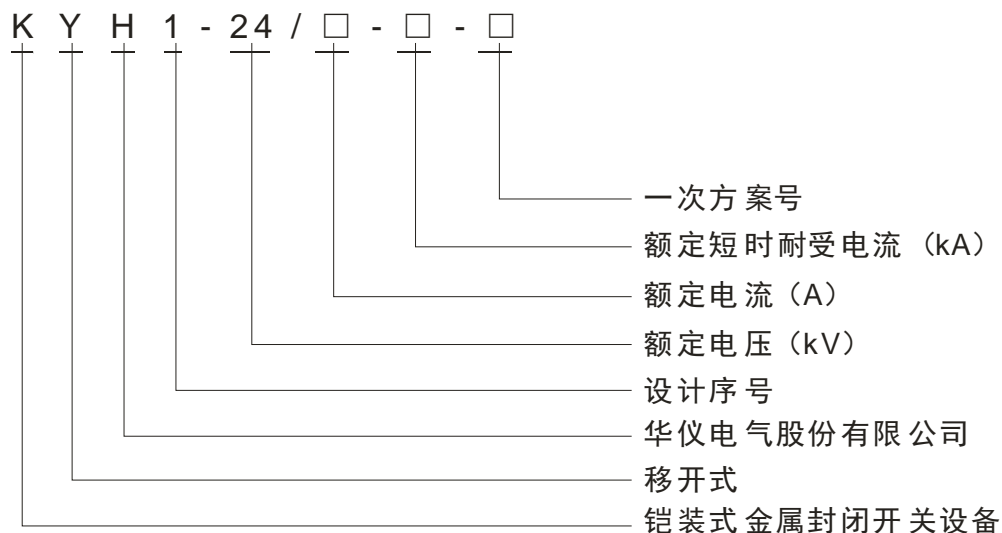 KYH1-24/□-□-□
一次方案号
额定短时耐受电流（kA）
额定电流（A）
额定电压（kV）
设计序号
华仪电气股份有限公司
移开式
铠装式金属封闭开关设备